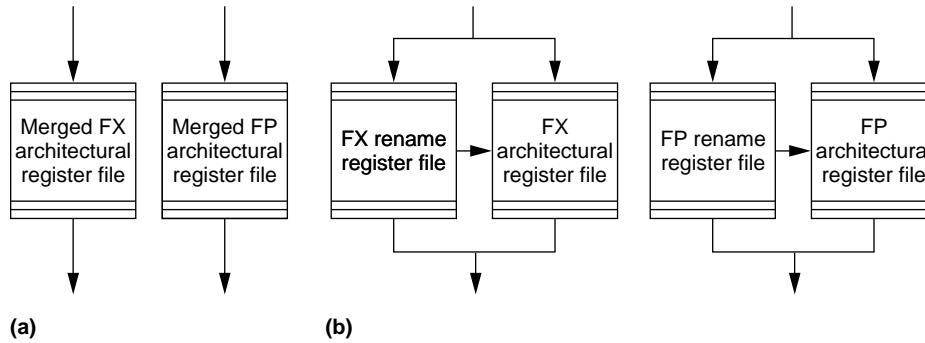 Merged FX
architectural
register file
Merged FP
architectural
register file
FX rename
register file
FX
architectural
register file
FP rename
register file
FP
architectural
register file
(a)
(b)